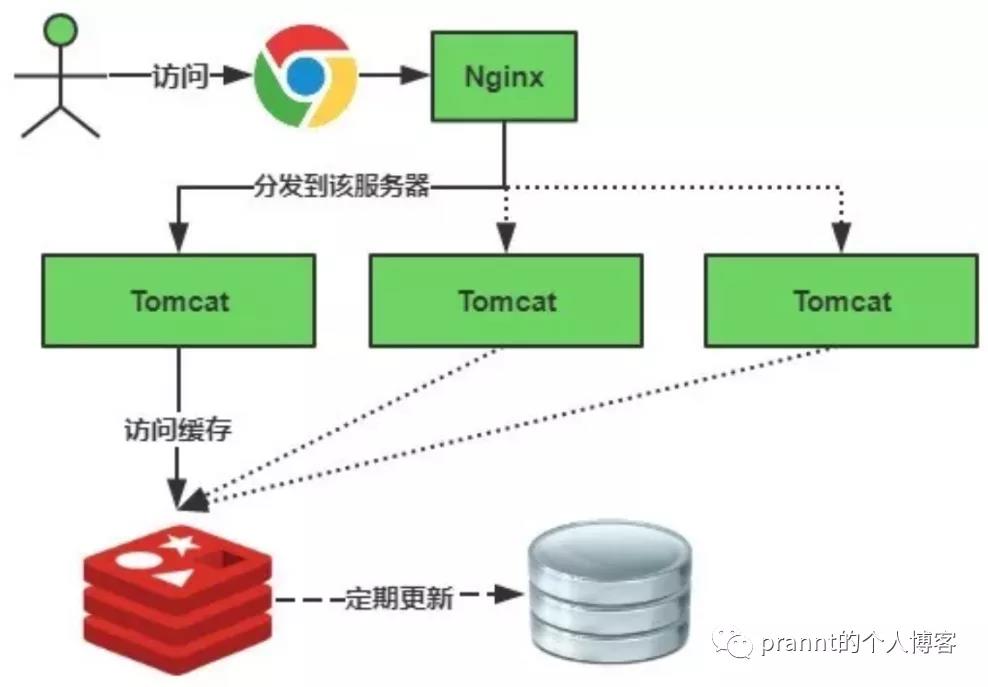 访问
Nginx
分发到该服务器
Tomcat
Tomcat
Tomcat
访问缓存
定期更新
prannt的个人博客